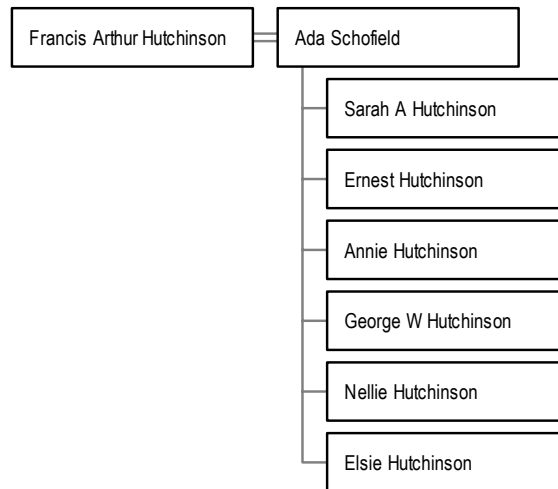 Francis Arthur Hutchinson
Ada Schofield
Sarah A Hutchinson
Ernest Hutchinson
Annie Hutchinson
George W Hutchinson
Nellie Hutchinson
Elsie Hutchinson